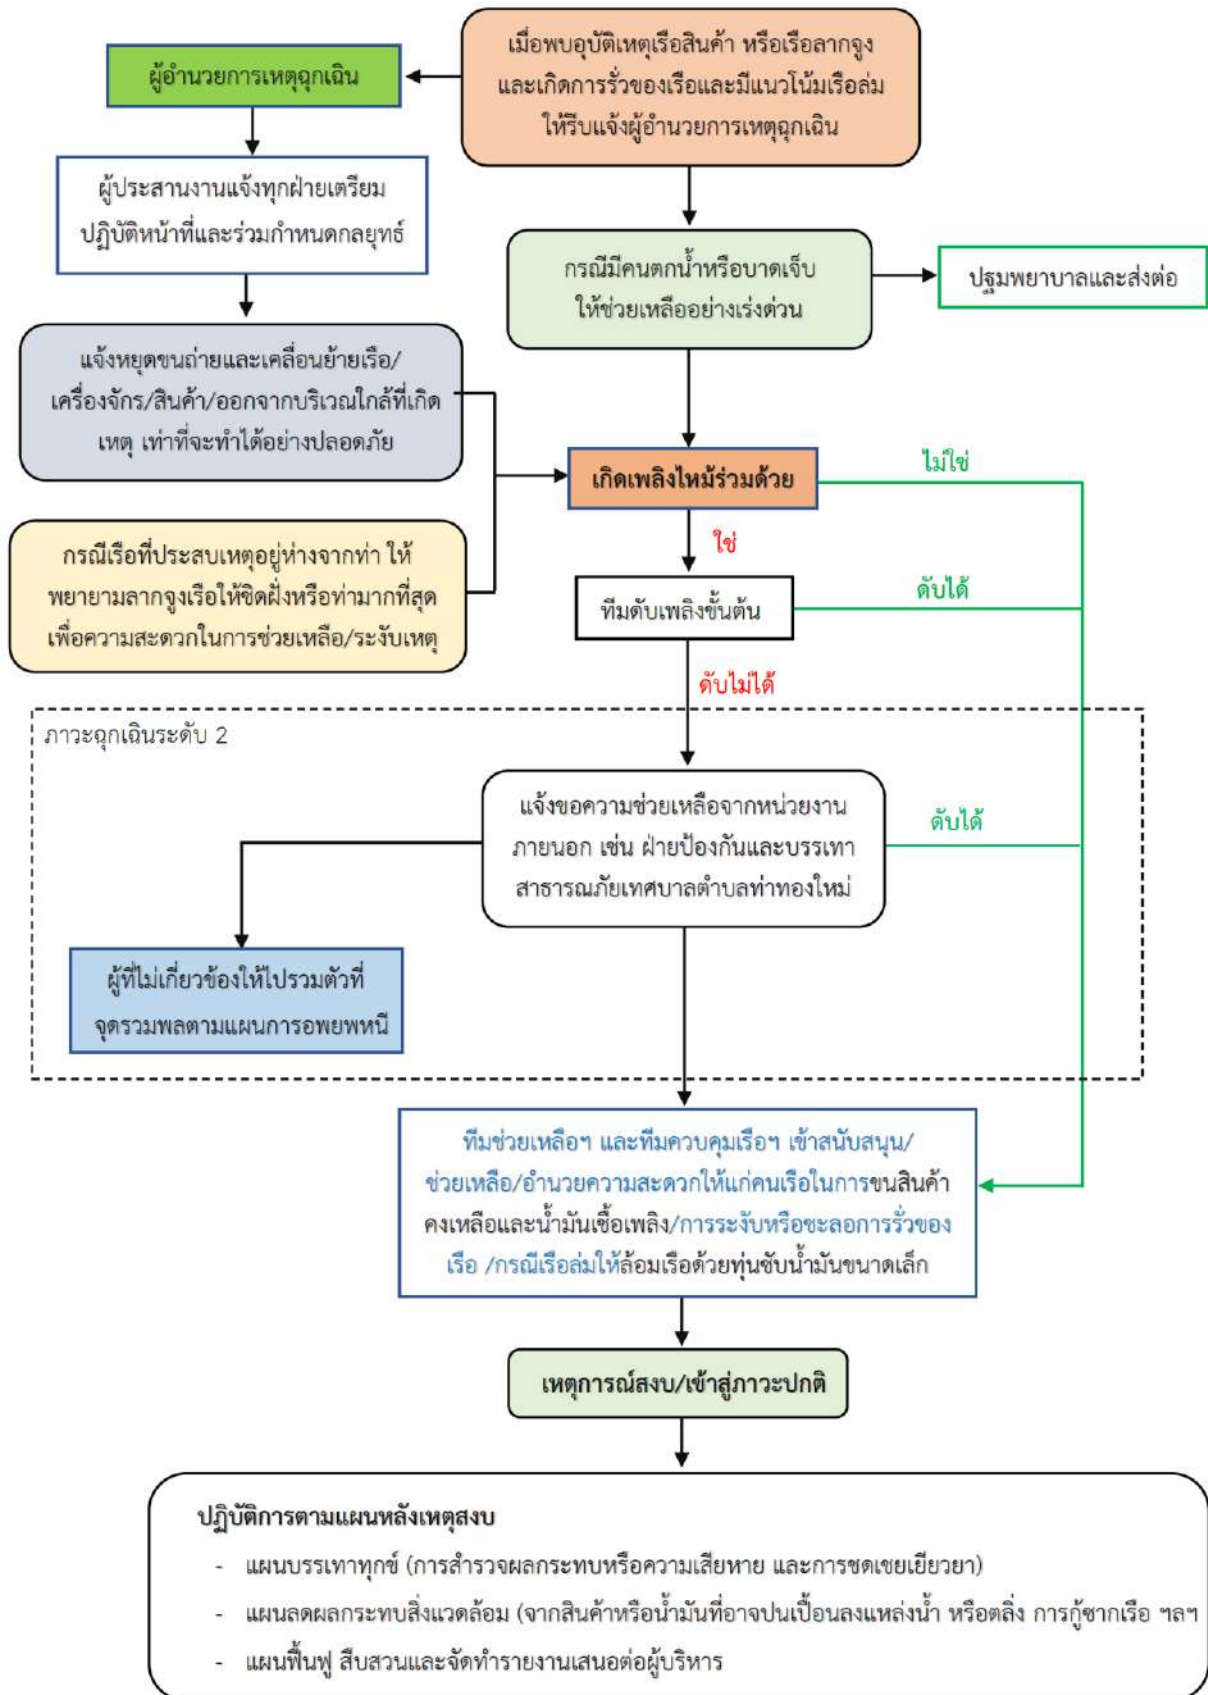 เมื่อพบอุบัติเหตุเรือสินค้า หรือเรือลากจูง
และเกิดการรั่วของเรือและมีแนวโน้มเรือล่ม
ให้รีบแจ้งผู้อำนวยการเหตุฉุกเฉิน
ผู้อำนวยการเหตุฉุกเฉิน
ผู้ประสานงานแจ้งทุกฝ่ายเตรียม
ปฏิบัติหน้าที่และร่วมกำหนดกลยุทธ์
กรณีมีคนตกน้ำหรือบาดเจ็บ
ให้ช่วยเหลืออย่างเร่งด่วน
ปฐมพยาบาลและส่งต่อ
แจ้งหยุดขนถ่ายและเคลื่อนย้ายเรือ/
เครื่องจักร/สินค้า/ออกจากบริเวณใกล้ที่เกิด
เหตุ เท่าที่จะทำได้อย่างปลอดภัย
เกิดเพลิงไหม้ร่วมด้วย
ไม่ใช่
ใช่
กรณีเรือที่ประสบเหตุอยู่ห่างจากท่า ให้
พยายามลากจูงเรือให้ชิดฝั่งหรือท่ามากที่สุด
เพื่อความสะดวกในการช่วยเหลือ/ระงับเหตุ
ทีมดับเพลิงขั้นต้น
ดับได้
ดับไม่ได้
ภาวะฉุกเฉินระดับ 2
แจ้งขอความช่วยเหลือจากหน่วยงาน
ภายนอก เช่น ฝ่ายป้องกันและบรรเทา
สาธารณภัยเทศบาลตำบลท่าทองใหม่
ดับได้
ผู้ที่ไม่เกี่ยวข้องให้ไปรวมตัวที่
จุดรวมพลตามแผนการอพยพหนี
ทีมช่วยเหลือฯ และทีมควบคุมเรือฯ เข้าสนับสนุน/
ช่วยเหลือ/อำนวยความสะดวกให้แก่คนเรือในการขนสินค้า
คงเหลือและน้ำมันเชื้อเพลิง/การระงับหรือชะลอการรั่วของ
เรือ /กรณีเรือล่มให้ล้อมเรือด้วยทุ่นซับน้ำมันขนาดเล็ก
เหตุการณ์สงบ/เข้าสู่ภาวะปกติ
ปฏิบัติการตามแผนหลังเหตุสงบ
- แผนบรรเทาทุกข์ (การสำรวจผลกระทบหรือความเสียหาย และการชดเชยเยียวยา)
- แผนลดผลกระทบสิ่งแวดล้อม (จากสินค้าหรือน้ำมันที่อาจปนเปื้อนลงแหล่งน้ำ หรือตลิ่ง การกู้ซากเรือ ฯลฯ
- แผนฟื้นฟู สืบสวนและจัดทำรายงานเสนอต่อผู้บริหาร